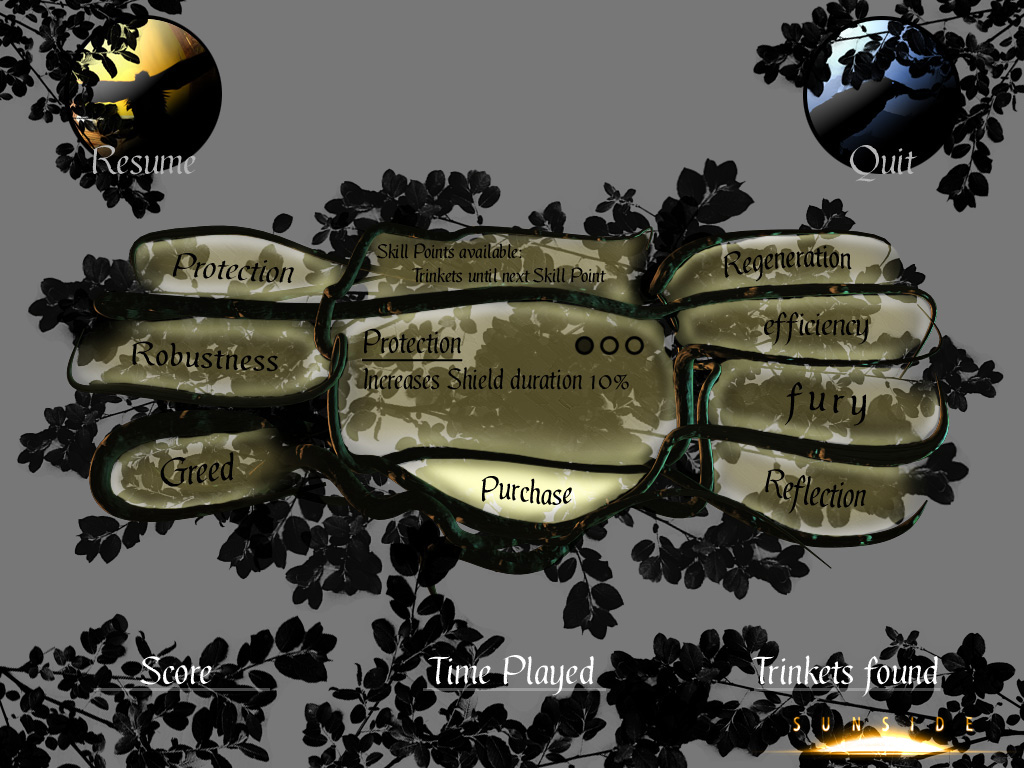 Resume
Quit
Protection
Robustness
Greed
Skill Points available:
Trinkets until next Skill Point
Protection
Increases Shield duration 10%
Purchase
Regeneration
efficiency
fury
Reflection
Score
Time Played
Trinkets found
SUNSIDE